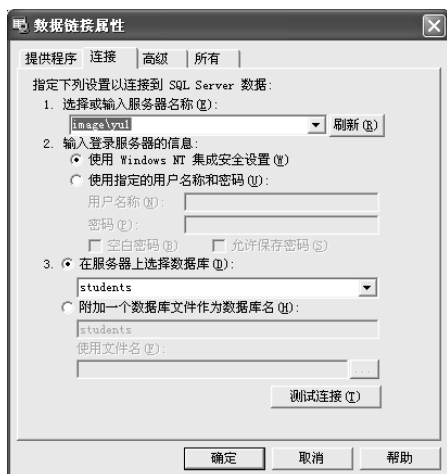 数据链接属性
提供程序 连接 高级 所有
指定下列设置以连接到 SQL Server 数据:
1. 选择或输入服务器名称(E):
image\yul 刷新(R)
2. 输入登录服务器的信息:
使用 Windows NT 集成安全设置(W)
使用指定的用户名称和密码(U):
用户名称(N):
密码(P):
空白密码(B) 允许保存密码(S)
3. 在服务器上选择数据库(D):
students
附加一个数据库文件作为数据库名(H):
students
使用文件名(F):
...
测试连接(T)
确定 取消 帮助